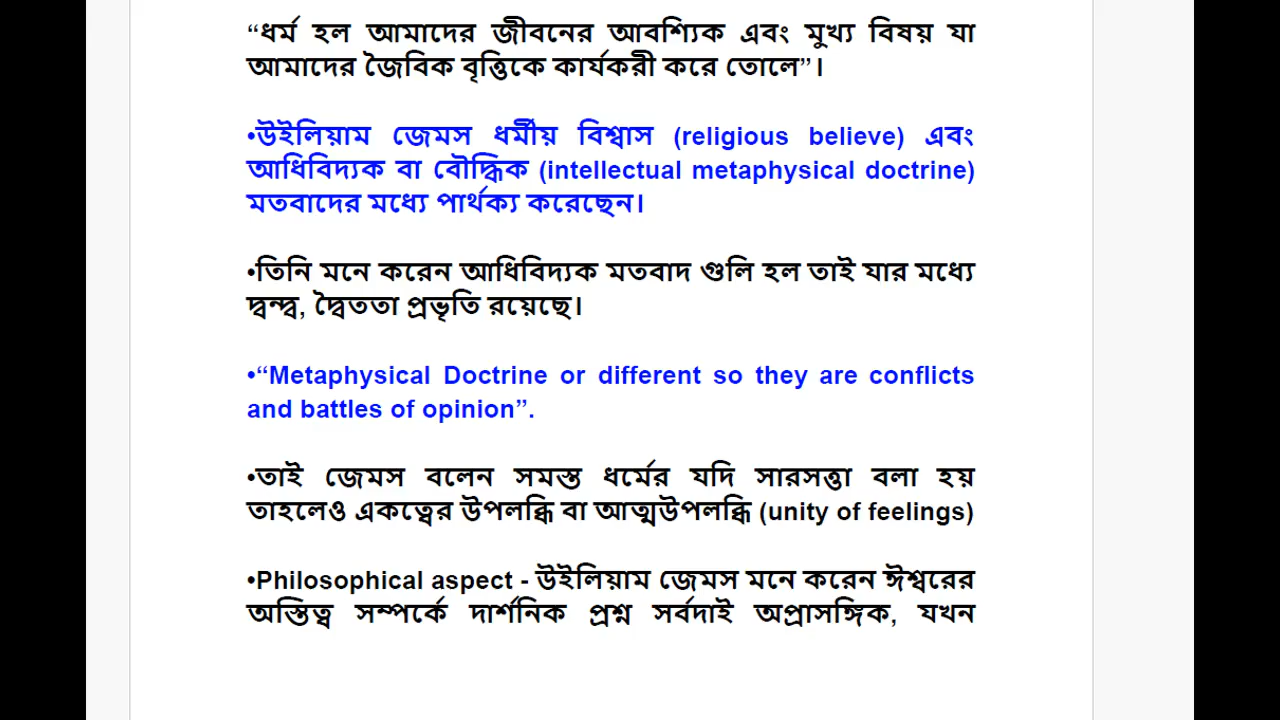 “ধর্ম হল আমাদের জীবনের আবশ্যিক এবং মুখ্য বিষয় যা
আমাদের জৈবিক বৃত্তিকে কার্যকরী করে তোলে”।
•উইলিয়াম জেমস ধর্মীয় বিশ্বাস (religious believe) এবং
আধিবিদ্যক বা বৌদ্ধিক (intellectual metaphysical doctrine)
মতবাদের মধ্যে পার্থক্য করেছেন।
•তিনি মনে করেন আধিবিদ্যক মতবাদ গুলি হল তাই যার মধ্যে
দ্বন্দ্ব, দ্বৈততা প্রভৃতি রয়েছে।
•“Metaphysical Doctrine or different so they are conflicts
and battles of opinion”.
•তাই জেমস বলেন সমস্ত ধর্মের যদি সারসত্তা বলা হয়
তাহলেও একত্বের উপলব্ধি বা আত্মউপলব্ধি (unity of feelings)
•Philosophical aspect - উইলিয়াম জেমস মনে করেন ঈশ্বরের
অস্তিত্ব সম্পর্কে দার্শনিক প্রশ্ন সর্বদাই অপ্রাসঙ্গিক, যখন